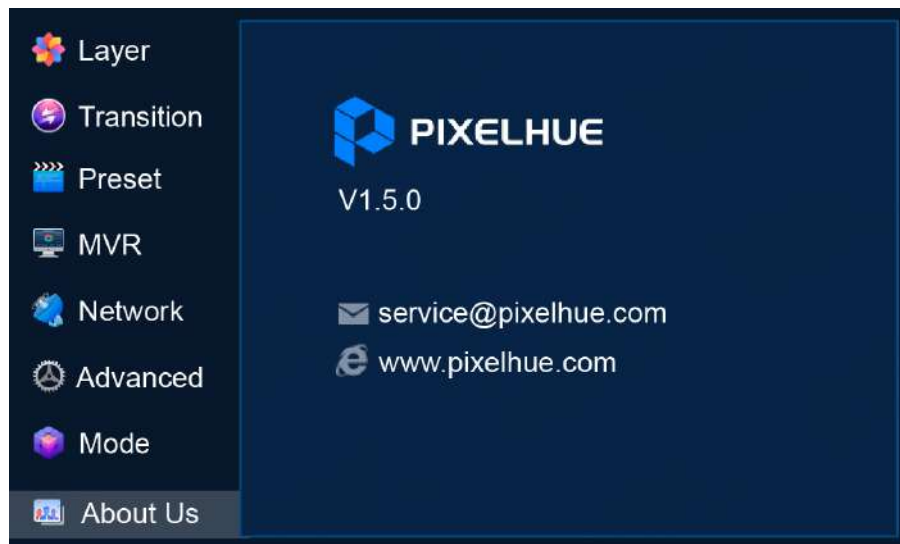 Layer
Transition
Preset
MVR
Network
Advanced
Mode
About Us
PIXELHUE
V1.5.0
service@pixelhue.com
www.pixelhue.com